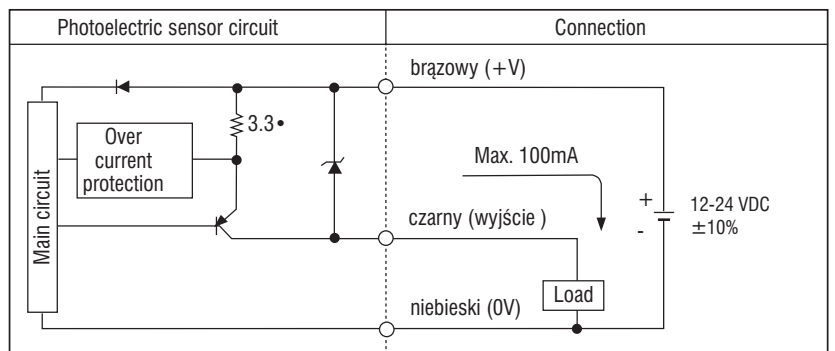 Photoelectric sensor circuit
Connection
brązowy (+V)
3.3•
Over
current
protection
Main circuit
Max. 100mA
+
-
12-24 VDC
±10%
czarny (wyjście )
Load
niebieski (0V)